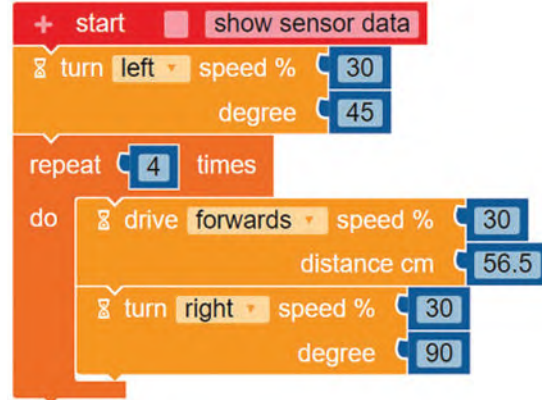 + start show sensor data
turn left speed % 30
degree 45
repeat 4 times
do drive forwards speed % 30
distance cm 56.5
turn right speed % 30
degree 90